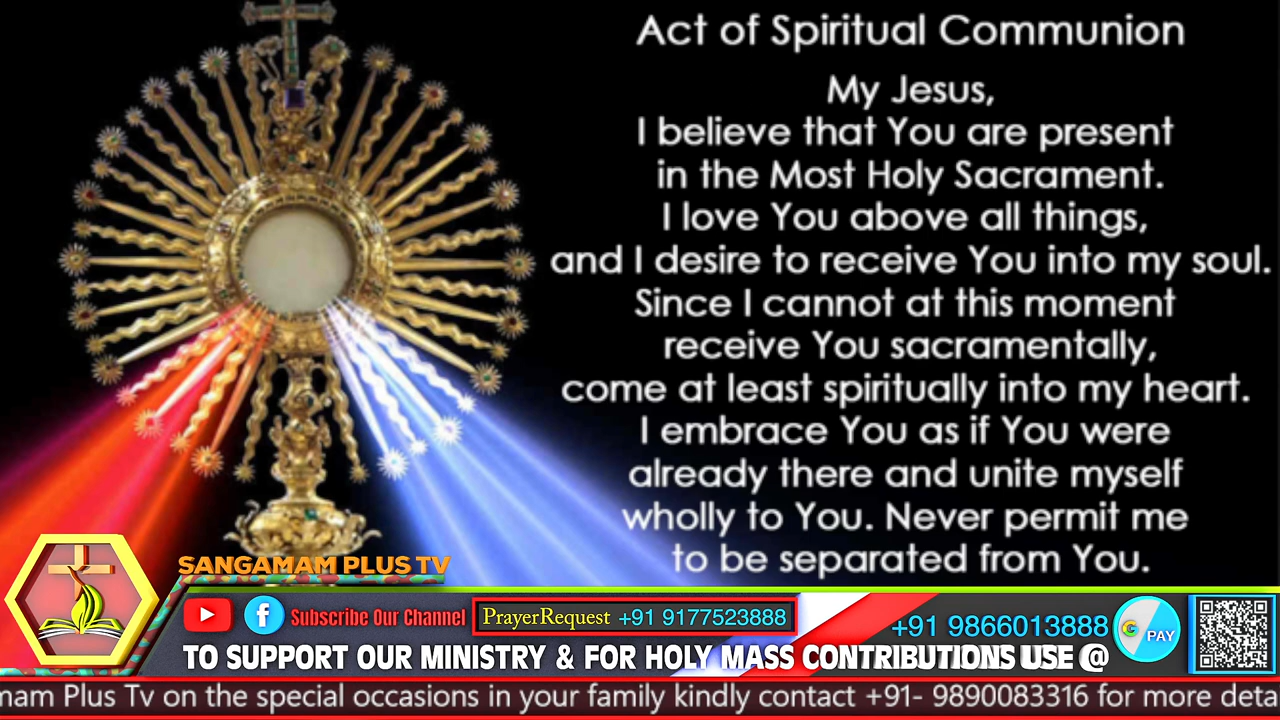 Act of Spiritual Communion
My Jesus,
I believe that You are present
in the Most Holy Sacrament.
I love You above all things,
and I desire to receive You into my soul.
Since I cannot at this moment
receive You sacramentally,
come at least spiritually into my heart.
I embrace You as if You were
already there and unite myself
wholly to You. Never permit me
to be separated from You.
SANGAMAM PLUS TV
Subscribe Our Channel
PrayerRequest +91 9177523888
+91 9866013888
G PAY
TO SUPPORT OUR MINISTRY & FOR HOLY MASS CONTRIBUTIONS USE @
mam Plus Tv on the special occasions in your family kindly contact +91- 9890083316 for more deta